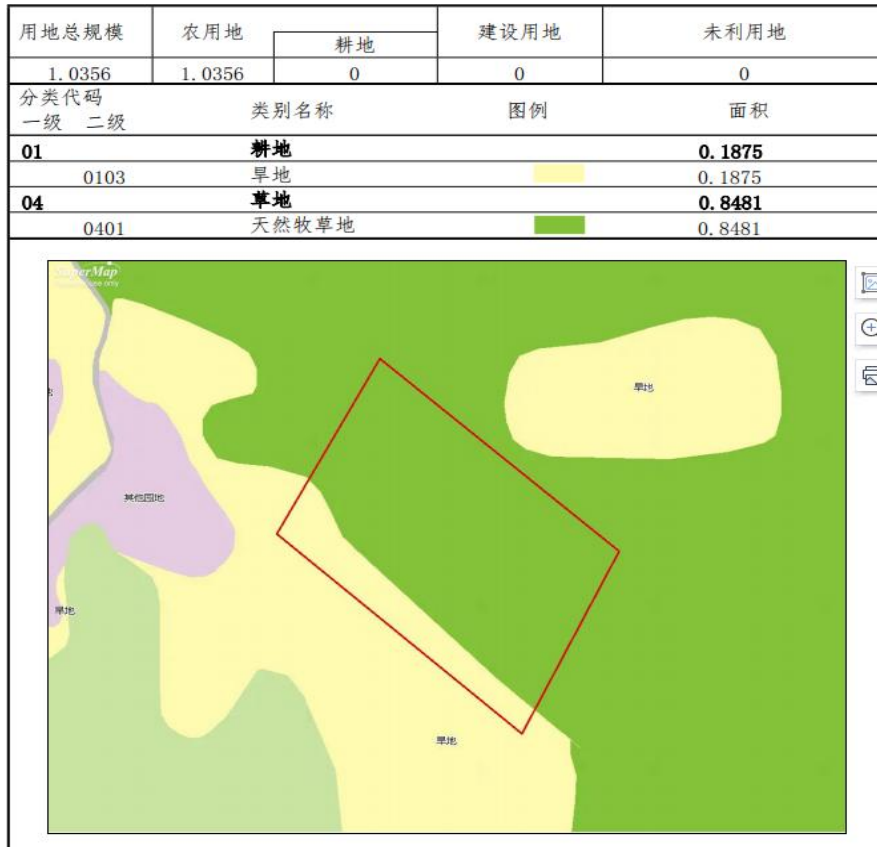 用地总规模 农用地 耕地 建设用地 未利用地
1.0356 1.0356 0 0 0
分类代码
一级 二级 类别名称 图例 面积
01 耕地 0.1875
0103 旱地 0.1875
04 草地 0.8481
0401 天然牧草地 0.8481
SuperMap
旱地
其他园地
旱地
旱地